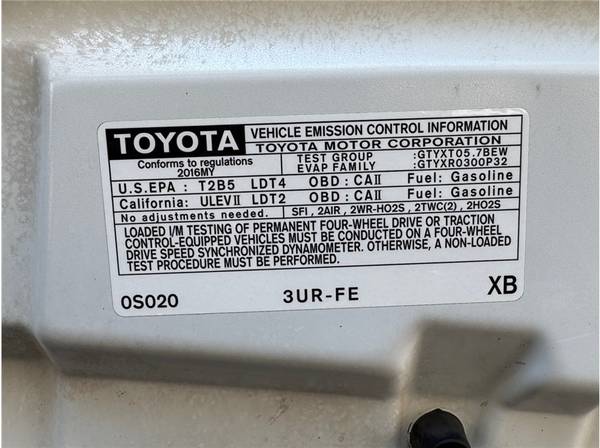 TOYOTA
VEHICLE EMISSION CONTROL INFORMATION
TOYOTA MOTOR CORPORATION
Conforms to regulations
2016MY
TEST GROUP :GTYXT05.7BEW
EVAP FAMILY :GTYXR0300P32
U.S.EPA : T2B5 LDT4 OBD : CAII Fuel: Gasoline
California: ULEVII LDT2 OBD : CAII Fuel: Gasoline
No adjustments needed. SFI , 2AIR , 2WR-HO2S , 2TWC(2) , 2HO2S
LOADED I/M TESTING OF PERMANENT FOUR-WHEEL DRIVE OR TRACTION
CONTROL-EQUIPPED VEHICLES MUST BE CONDUCTED ON A FOUR-WHEEL
DRIVE SPEED SYNCHRONIZED DYNAMOMETER. OTHERWISE, A NON-LOADED
TEST PROCEDURE MUST BE PERFORMED.
0S020 3UR-FE XB